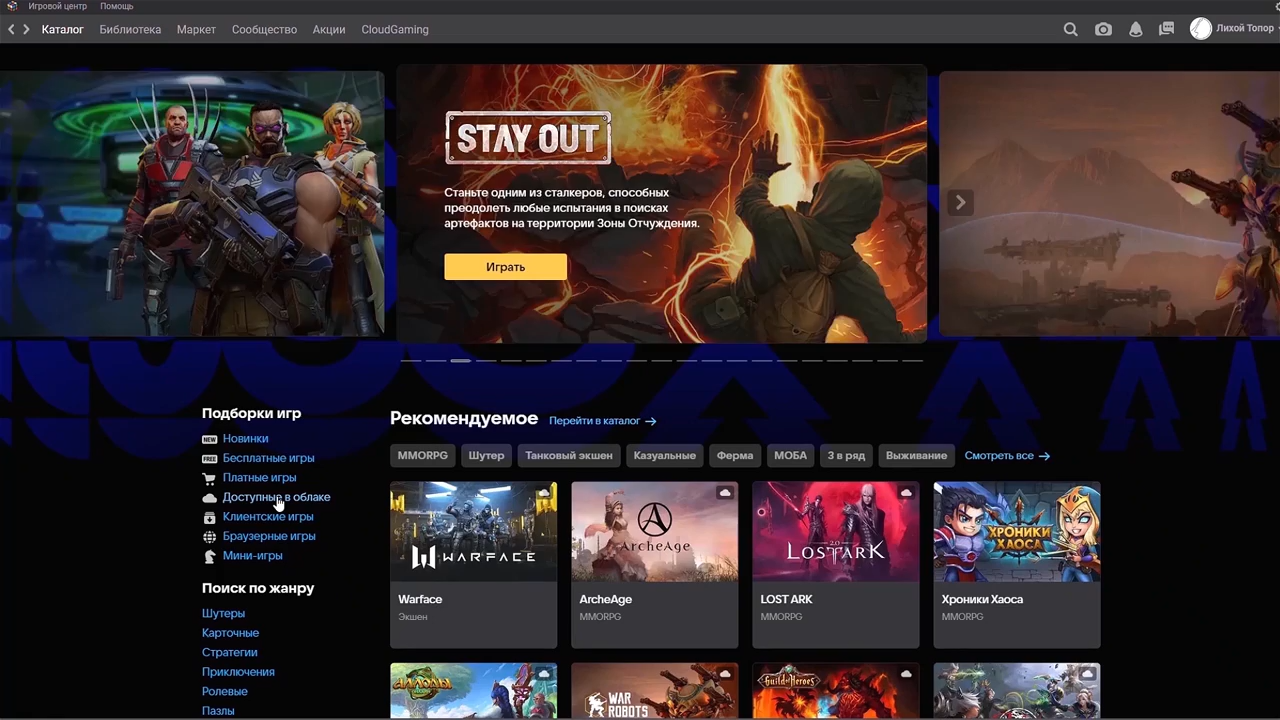 Игровой центр Помощь
Каталог Библиотека Маркет Сообщество Акции CloudGaming Лихой Топор
STAY OUT
Станьте одним из сталкеров, способных
преодолеть любые испытания в поисках
артефактов на территории Зоны Отчуждения.
Играть
Подборки игр
NEW Новинки
FREE Бесплатные игры
Платные игры
Доступные в облаке
Клиентские игры
Браузерные игры
Мини-игры
Поиск по жанру
Шутеры
Карточные
Стратегии
Приключения
Ролевые
Пазлы
Рекомендуемое Перейти в каталог →
MMORPG Шутер Танковый экшен Казуальные Ферма МОБА 3 в ряд Выживание Смотреть все →
WARFACE
Warface
Экшен
ArcheAge
ArcheAge
MMORPG
2.0
LOST ARK
LOST ARK
MMORPG
ХРОНИКИ
ХАОСА
Хроники Хаоса
MMORPG
АЛЛОДЫ
WAR
ROBOTS
Guild of Heroes